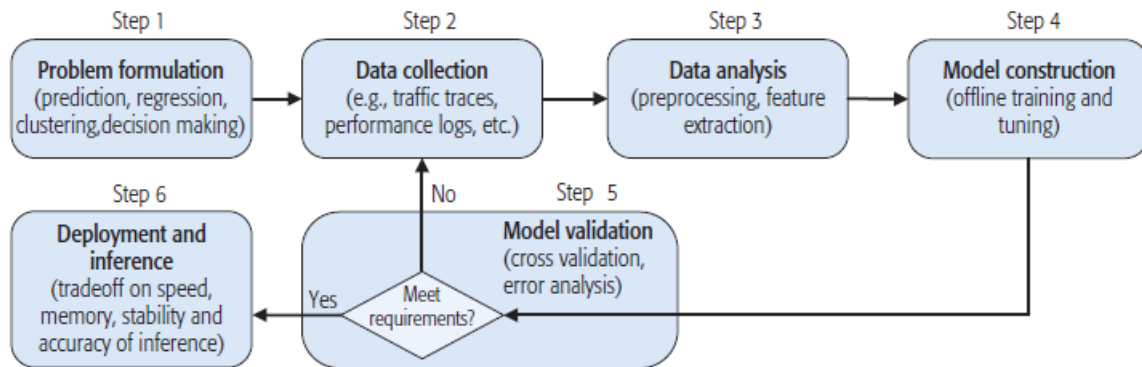 Step 1
Problem formulation
(prediction, regression,
clustering,decision making)
Step 2
Data collection
(e.g., traffic traces,
performance logs, etc.)
Step 3
Data analysis
(preprocessing, feature
extraction)
Step 4
Model construction
(offline training and
tuning)
Step 5
Model validation
(cross validation,
error analysis)
Meet
requirements?
No
Yes
Step 6
Deployment and
inference
(tradeoff on speed,
memory, stability and
accuracy of inference)